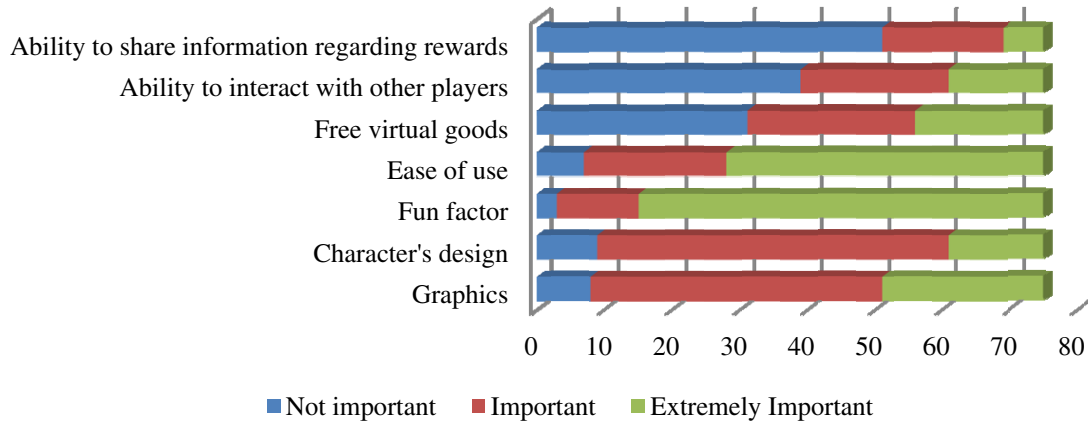 Ability to share information regarding rewards
Ability to interact with other players
Free virtual goods
Ease of use
Fun factor
Character's design
Graphics
0 10 20 30 40 50 60 70 80
Not important Important Extremely Important